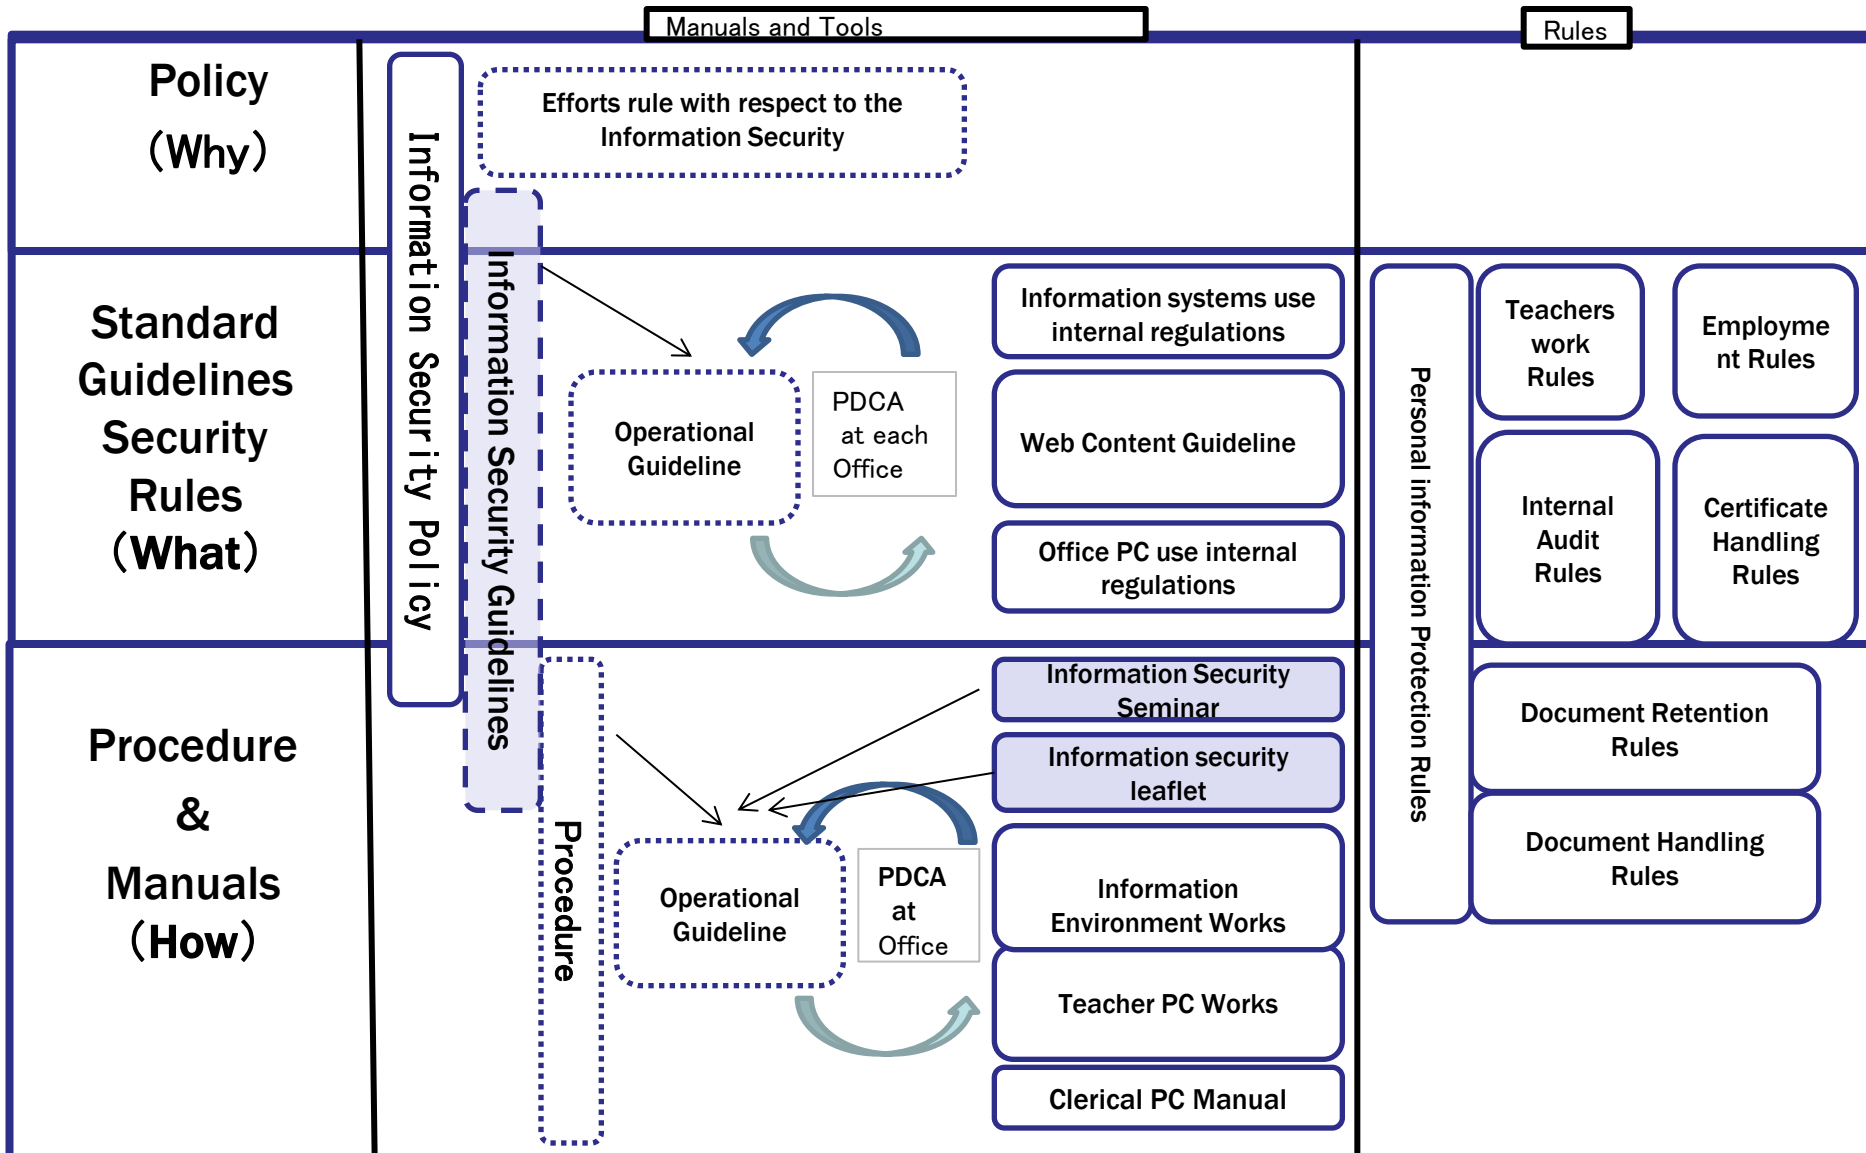 Manuals and Tools
Rules
Policy
（Why）
Information Security Policy
Efforts rule with respect to the
Information Security
Information Security Guidelines
Standard
Guidelines
Security
Rules
（What）
Operational
Guideline
PDCA
at each
Office
Information systems use
internal regulations
Web Content Guideline
Office PC use internal
regulations
Personal information Protection Rules
Teachers
work
Rules
Employme
nt Rules
Internal
Audit
Rules
Certificate
Handling
Rules
Procedure
&
Manuals
（How）
Procedure
Operational
Guideline
PDCA
at
Office
Information Security
Seminar
Information security
leaflet
Information
Environment Works
Teacher PC Works
Clerical PC Manual
Document Retention
Rules
Document Handling
Rules